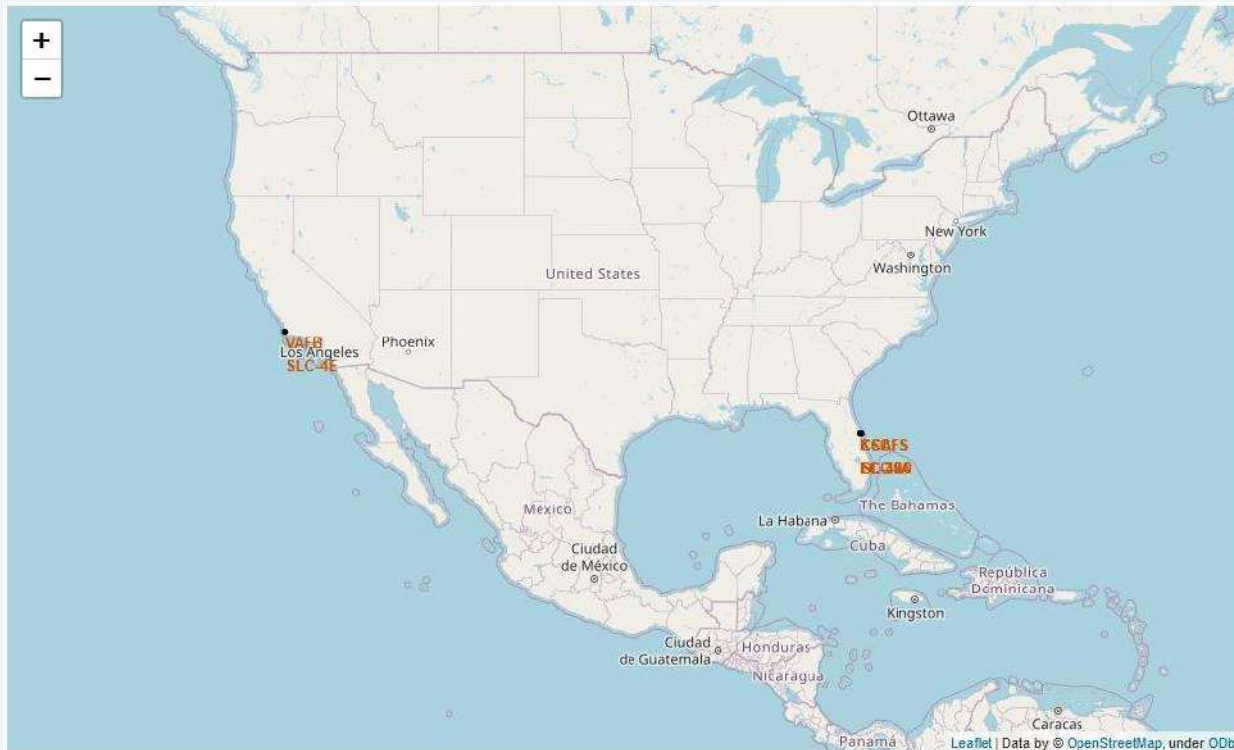 +
−
Ottawa
New York
Washington
United States
VAFB
Los Angeles
Phoenix
SLC-4E
The Bahamas
México
La Habana
Cuba
Ciudad
de México
República
Dominicana
Kingston
Ciudad
de Guatemala
Honduras
Nicaragua
Caracas
Panamá
Leaflet | Data by © OpenStreetMap, under ODb